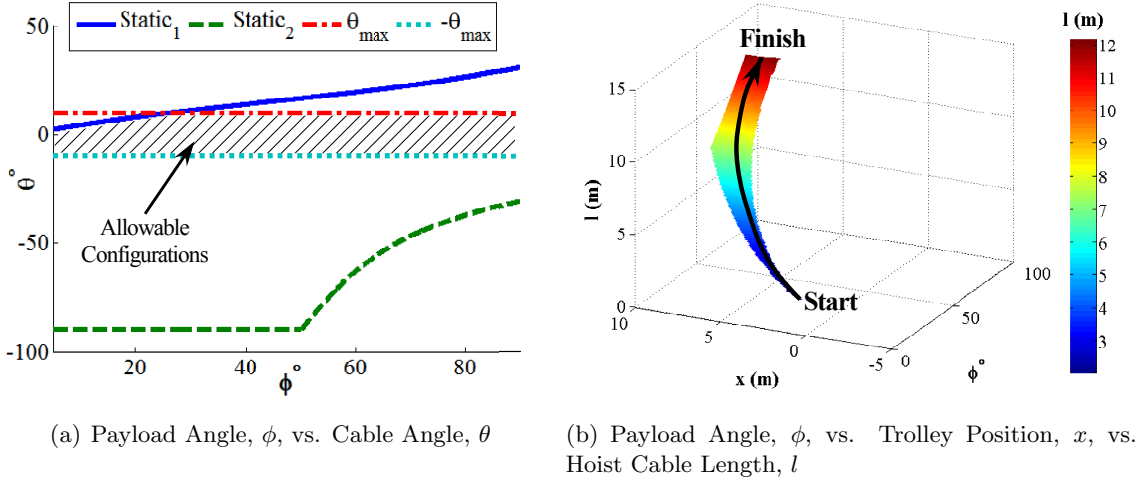 Static₁ Static₂ θmax -θmax
50
0
-50
-100
θ°
20 40 60 80
ϕ°
Allowable
Configurations
Finish
Start
15
10
5
0
l (m)
10 5 0 -5
x (m)
0 50 100
ϕ°
l (m)
12
11
10
9
8
7
6
5
4
3
(a) Payload Angle, ϕ, vs. Cable Angle, θ
(b) Payload Angle, ϕ, vs. Trolley Position, x, vs.
Hoist Cable Length, l